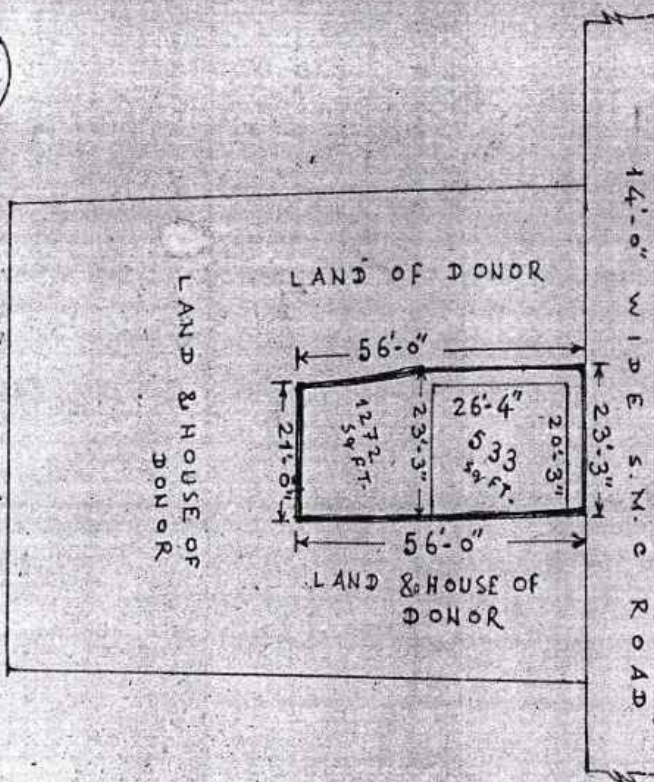 14'-0" WIDE S.M.C ROAD
LAND OF DONOR
56'-0"
23'-3"
26'-4"
20'-3"
533
SQ FT.
23'-3"
1272
SQ FT.
21'-0"
56'-0"
LAND & HOUSE OF
DONOR
LAND & HOUSE OF
DONOR